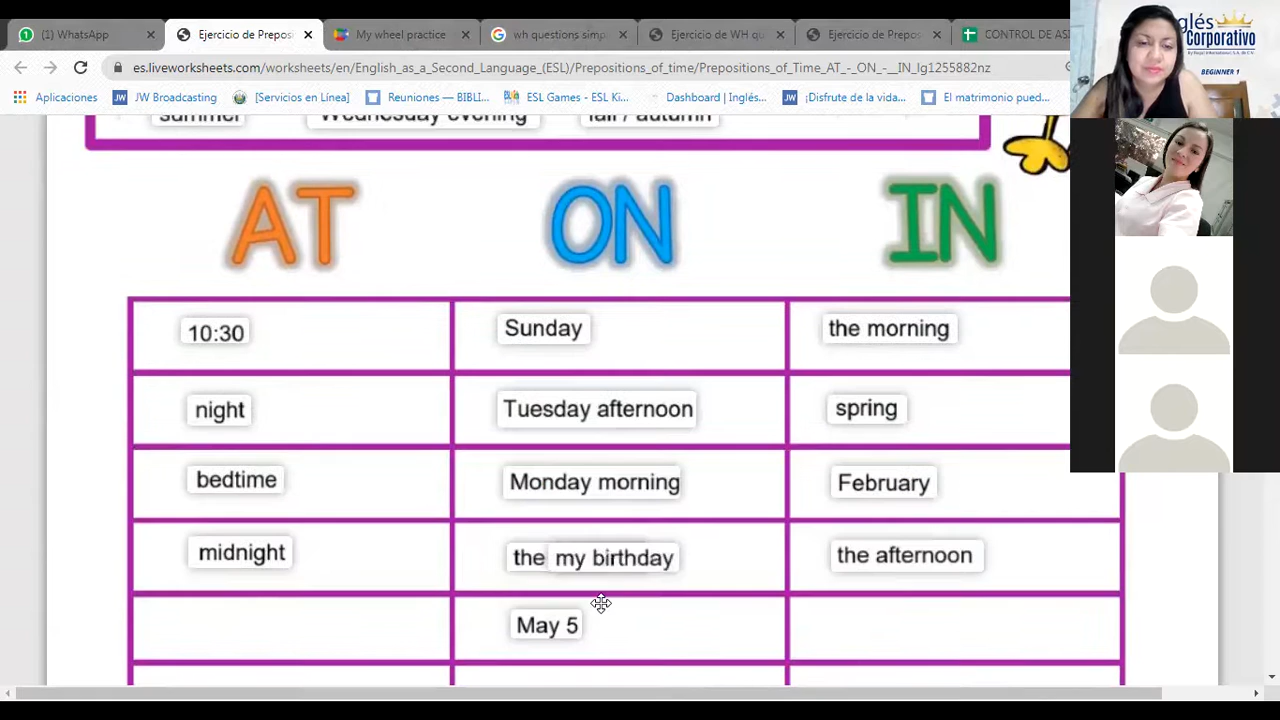 (1) WhatsApp
Ejercicio de Prepos
My wheel practice
wh questions simp
Ejercicio de WH qu
Ejercicio de Prepos
CONTROL DE ASI
es.liveworksheets.com/worksheets/en/English_as_a_Second_Language_(ESL)/Prepositions_of_time/Prepositions_of_Time_AT_-_ON_-__IN_lg1255882nz
Aplicaciones
JW Broadcasting
[Servicios en Línea]
Reuniones — BIBLI...
ESL Games - ESL Ki...
Dashboard | Inglés...
¡Disfrute de la vida...
El matrimonio pued...
glés
Corporativo
BEGINNER 1
summer
Wednesday evening
fall / autumn
AT
ON
IN
10:30
Sunday
the morning
night
Tuesday afternoon
spring
bedtime
Monday morning
February
midnight
the
my birthday
the afternoon
May 5